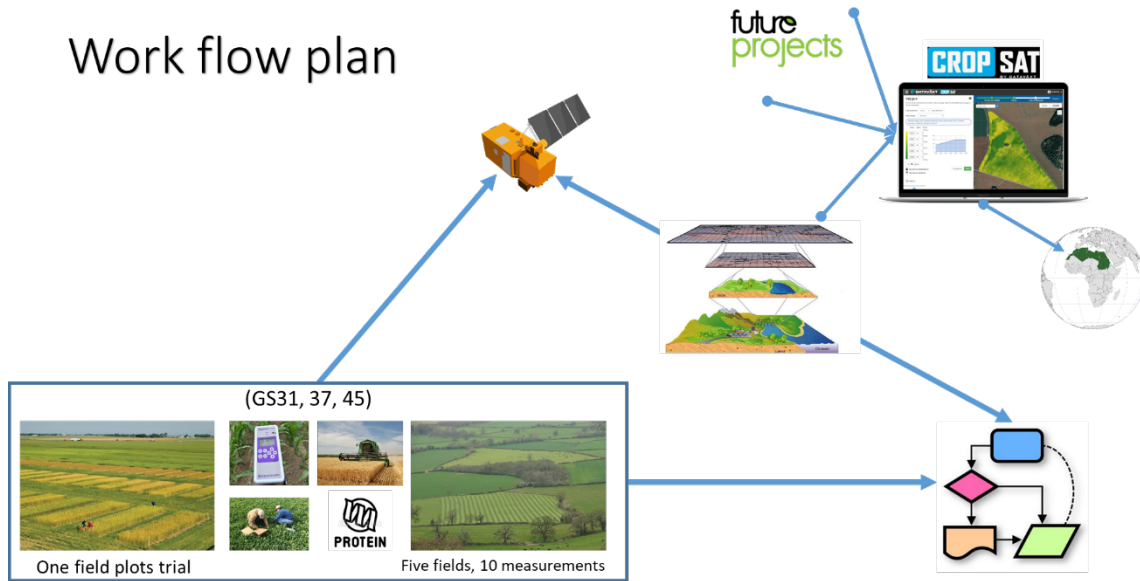 Work flow plan
future
projects
CROP SAT
(GS31, 37, 45)
PROTEIN
One field plots trial
Five fields, 10 measurements